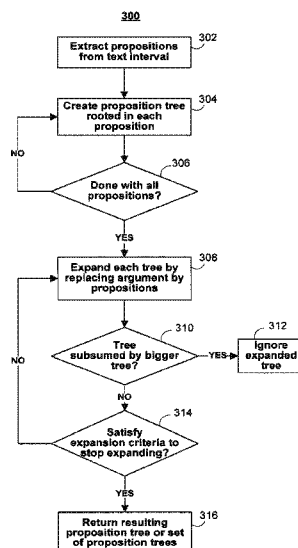 300
302
Extract propositions
from text interval
304
Create proposition tree
rooted in each
proposition
NO
306
Done with all
propositions?
YES
308
Expand each tree by
replacing argument by
propositions
310
312
Tree
subsumed by bigger
tree?
YES
Ignore
expanded
tree
NO
NO
314
Satisfy
expansion criteria to
stop expanding?
YES
316
Return resulting
proposition tree or set
of proposition trees